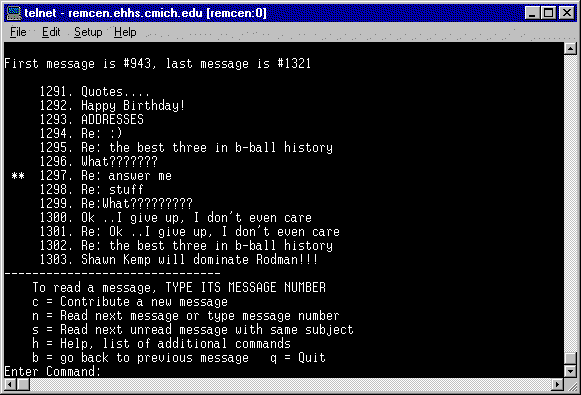 telnet - remcen.ehhs.cmich.edu [remcen:0]
File Edit Setup Help
First message is #943, last message is #1321
1291. Quotes....
1292. Happy Birthday!
1293. ADDRESSES
1294. Re: :)
1295. Re: the best three in b-ball history
1296. What???????
** 1297. Re: answer me
1298. Re: stuff
1299. Re:What?????????
1300. Ok ..I give up, I don't even care
1301. Re: Ok ..I give up, I don't even care
1302. Re: the best three in b-ball history
1303. Shawn Kemp will dominate Rodman!!!
-------------------------------
To read a message, TYPE ITS MESSAGE NUMBER
c = Contribute a new message
n = Read next message or type message number
s = Read next unread message with same subject
h = Help, list of additional commands
b = go back to previous message q = Quit
Enter Command: